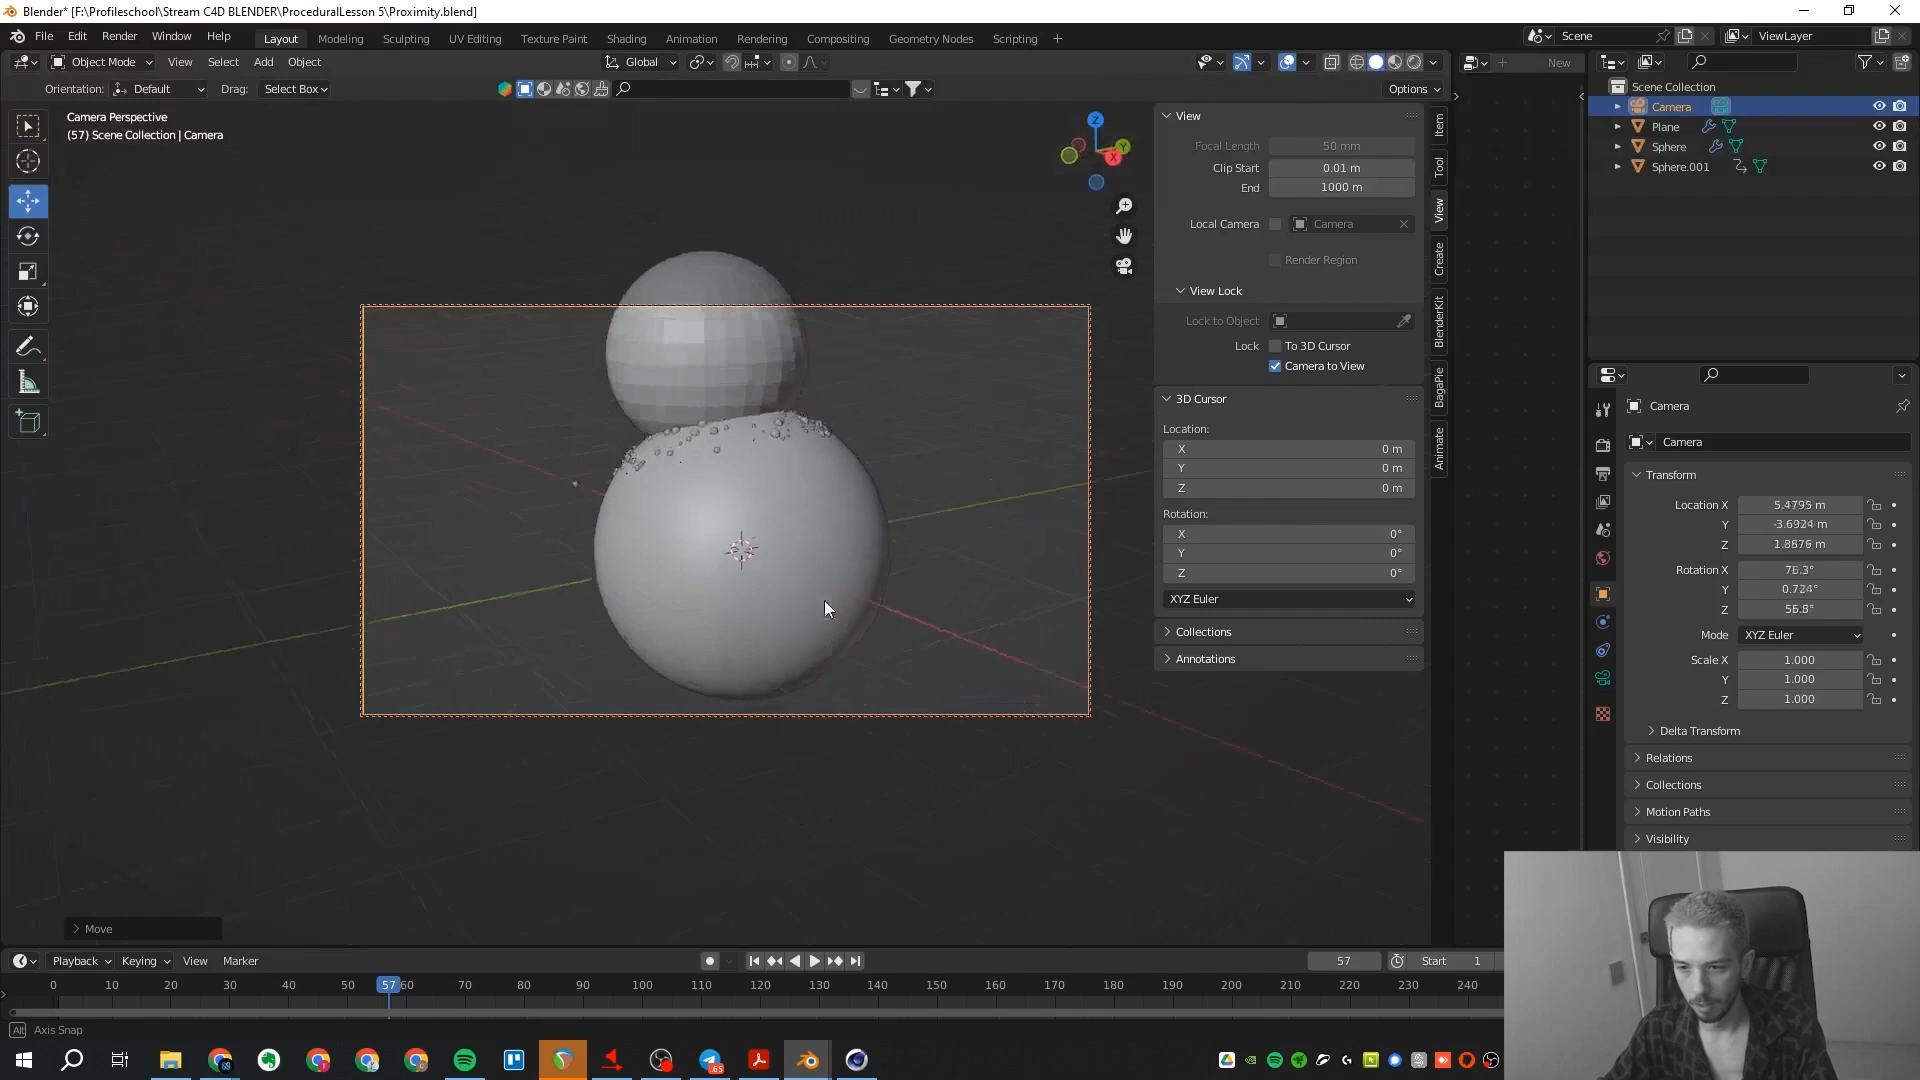 Blender* [F:\Profileschool\Stream C4D BLENDER\ProceduralLesson 5\Proximity.blend]
File Edit Render Window Help Layout Modeling Sculpting UV Editing Texture Paint Shading Animation Rendering Compositing Geometry Nodes Scripting + Scene ViewLayer
Object Mode View Select Add Object Global New
Orientation: Default Drag: Select Box Options
Camera Perspective
(57) Scene Collection | Camera
Z
Y
X
View
Focal Length 50 mm
Clip Start 0.01 m
End 1000 m
Local Camera Camera
Render Region
View Lock
Lock to Object
Lock To 3D Cursor
Camera to View
3D Cursor
Location:
X 0 m
Y 0 m
Z 0 m
Rotation:
X 0°
Y 0°
Z 0°
XYZ Euler
Collections
Annotations
Item
Tool
View
Create
BlenderKit
BagaPie
Animate
Scene Collection
Camera
Plane
Sphere
Sphere.001
Camera
Camera
Transform
Location X 5.4795 m
Y -3.6924 m
Z 1.8876 m
Rotation X 76.3°
Y 0.724°
Z 56.8°
Mode XYZ Euler
Scale X 1.000
Y 1.000
Z 1.000
Delta Transform
Relations
Collections
Motion Paths
Visibility
Move
Playback Keying View Marker 57 Start 1
0 10 20 30 40 50 57 60 70 80 90 100 110 120 130 140 150 160 170 180 190 200 210 220 230 240
Alt Axis Snap